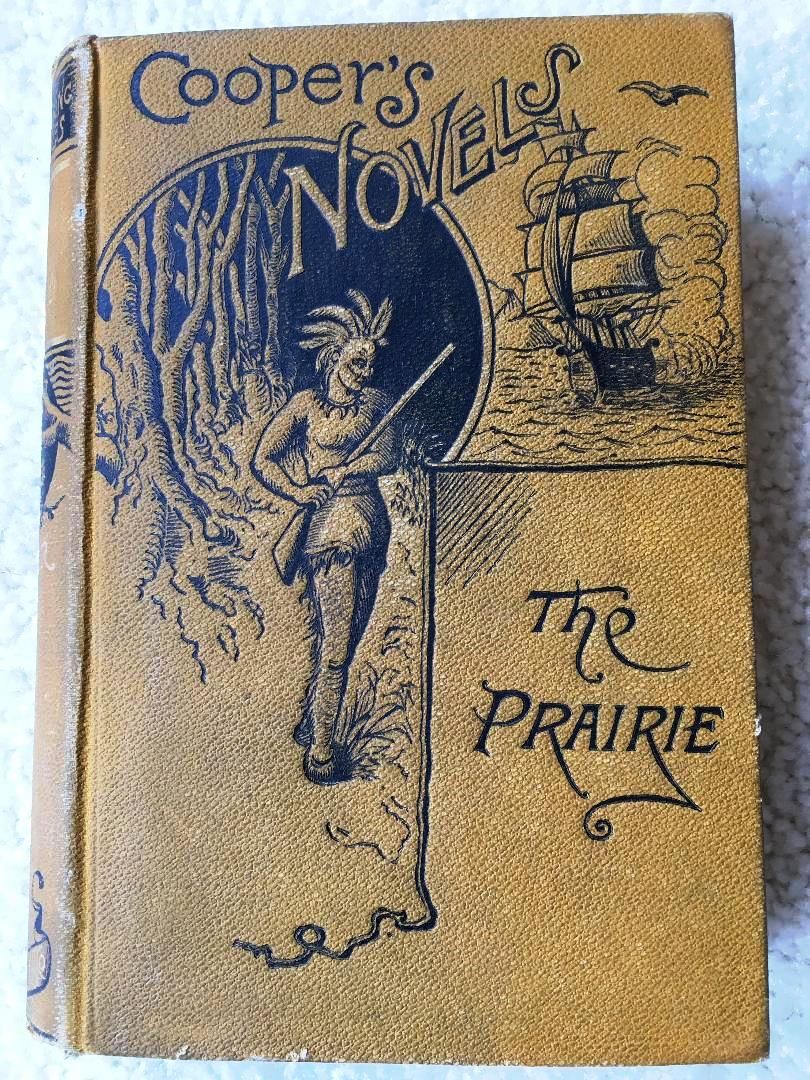 Cooper's
Novels
The
Prairie